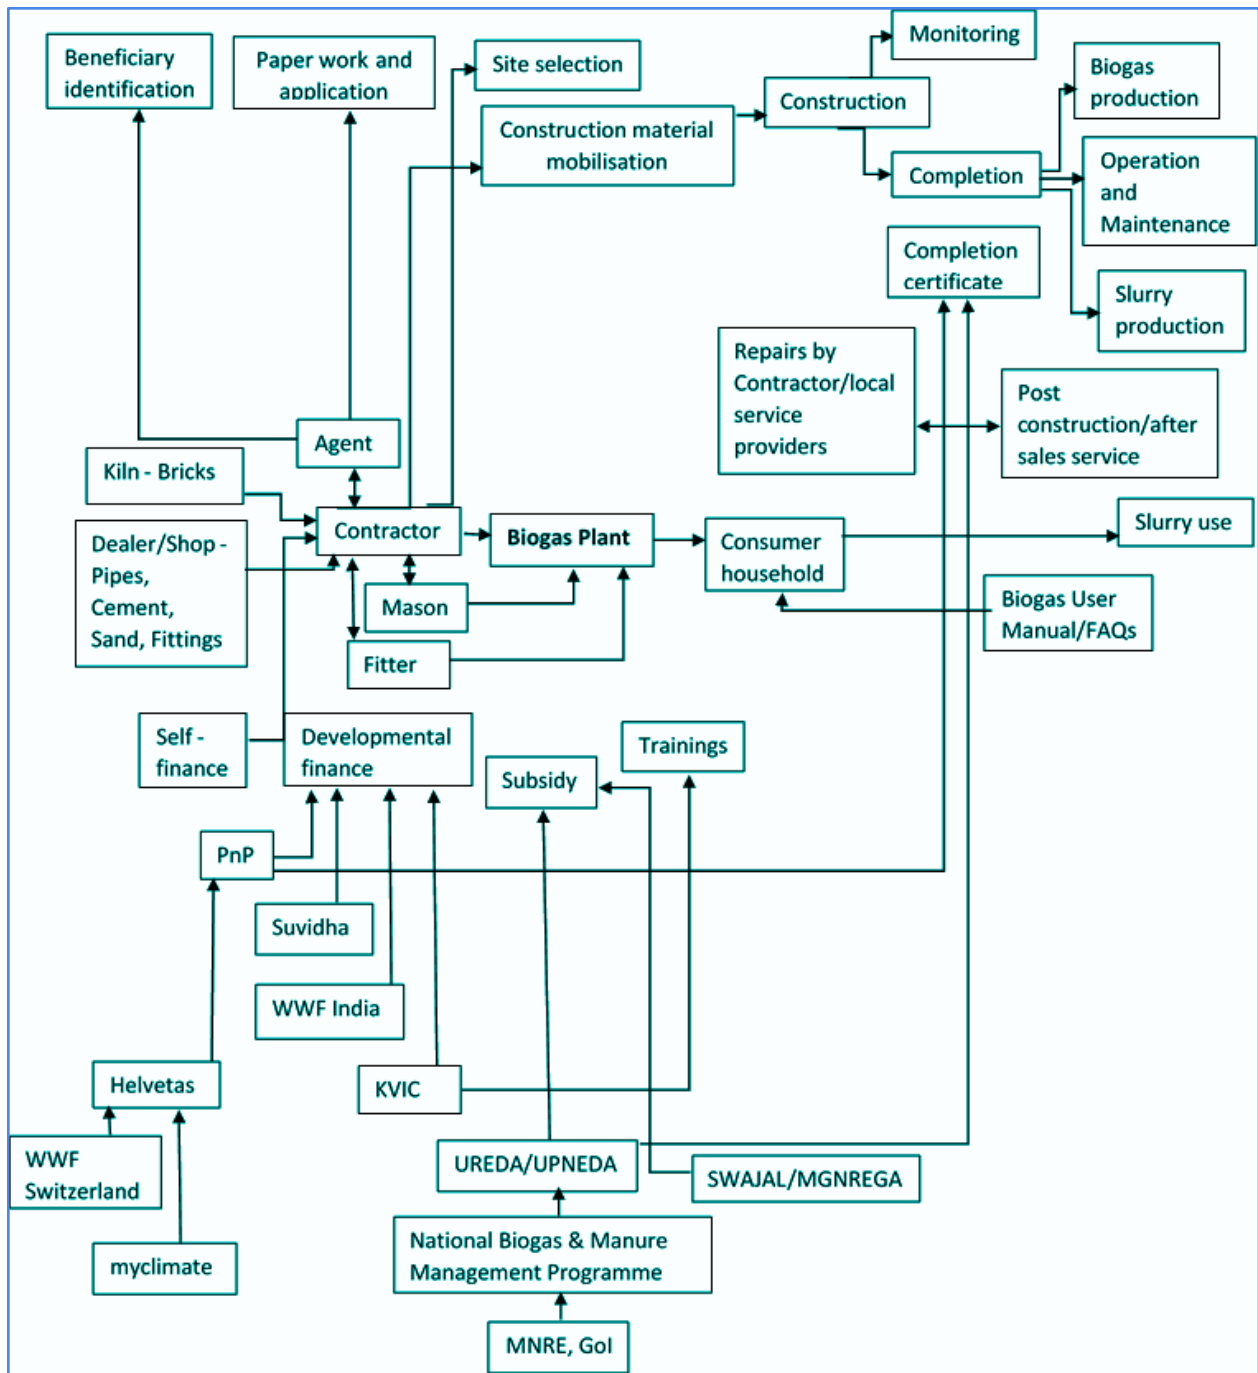 Beneficiary
identification
Paper work and
application
Site selection
Monitoring
Biogas
production
Construction
Construction material
mobilisation
Completion
Operation
and
Maintenance
Completion
certificate
Slurry
production
Repairs by
Contractor/local
service
providers
Post
construction/after
sales service
Agent
Kiln - Bricks
Contractor
Biogas Plant
Consumer
household
Slurry use
Dealer/Shop -
Pipes,
Cement,
Sand, Fittings
Mason
Fitter
Biogas User
Manual/FAQs
Self -
finance
Developmental
finance
Trainings
Subsidy
PnP
Suvidha
WWF India
Helvetas
KVIC
WWF
Switzerland
UREDA/UPNEDA
SWAJAL/MGNREGA
myclimate
National Biogas & Manure
Management Programme
MNRE, GoI